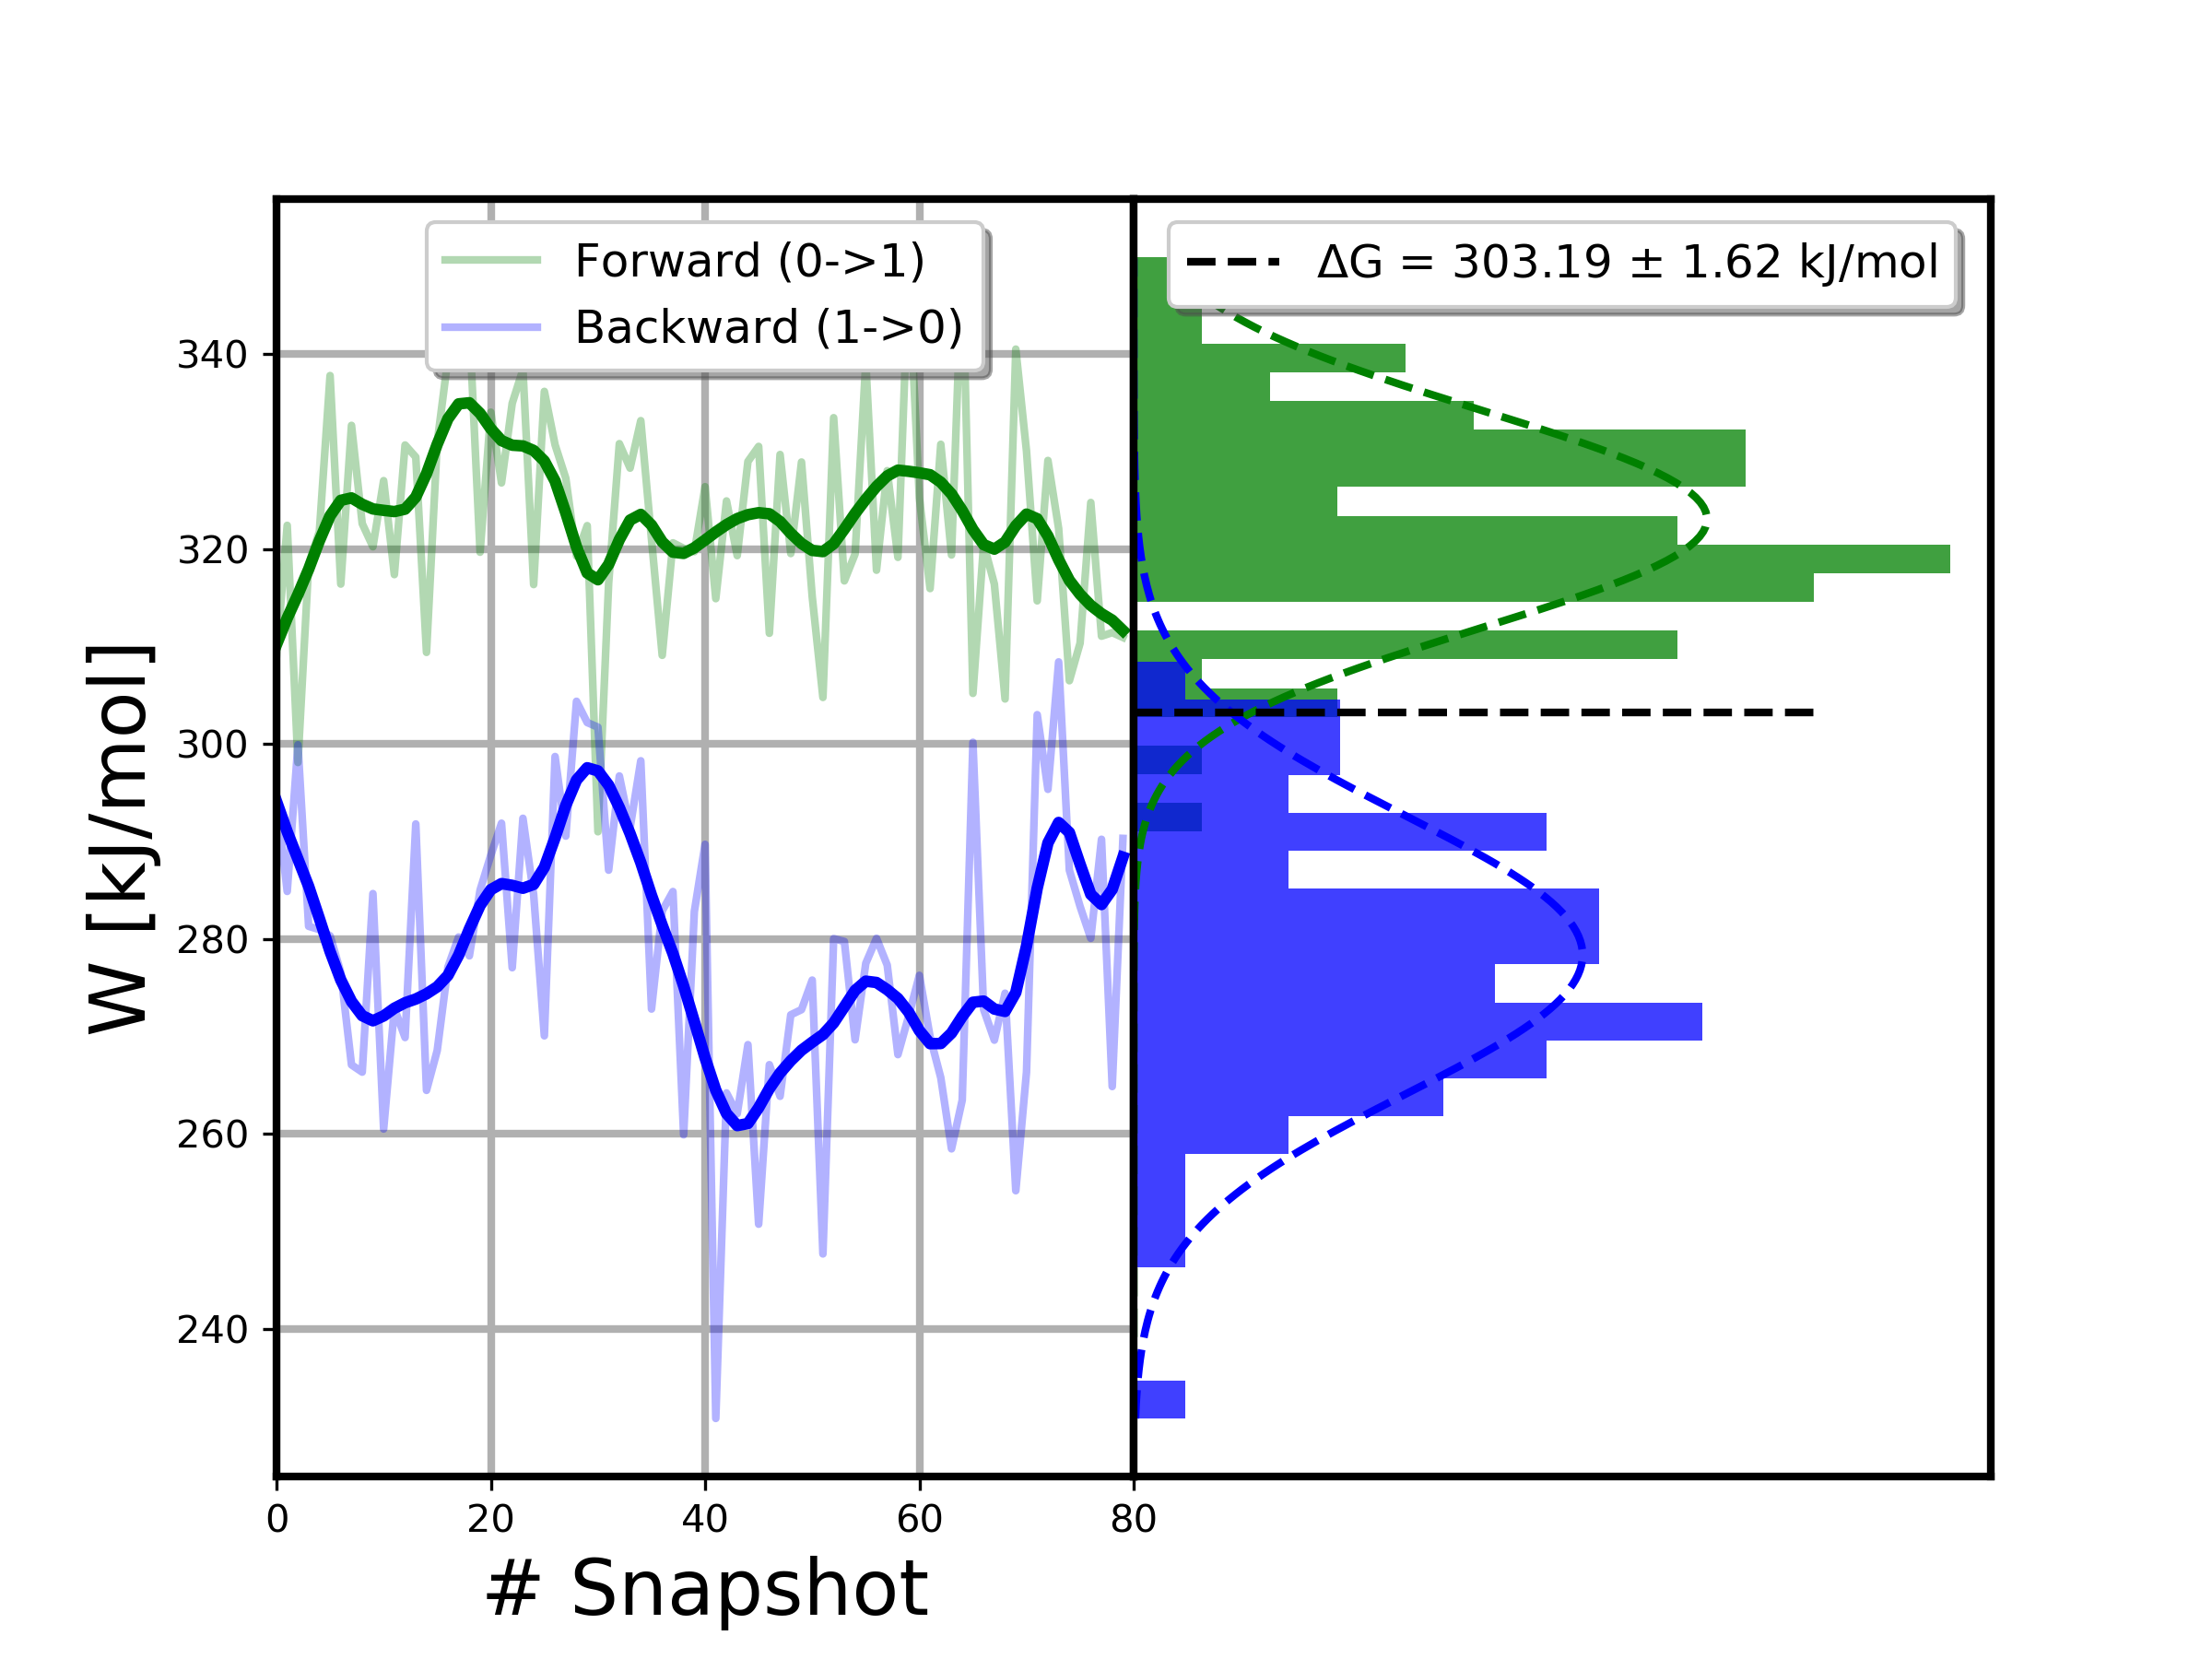 Forward (0->1)
Backward (1->0)
ΔG = 303.19 ± 1.62 kJ/mol
W [kJ/mol]
340
320
300
280
260
240
0 20 40 60 80
# Snapshot